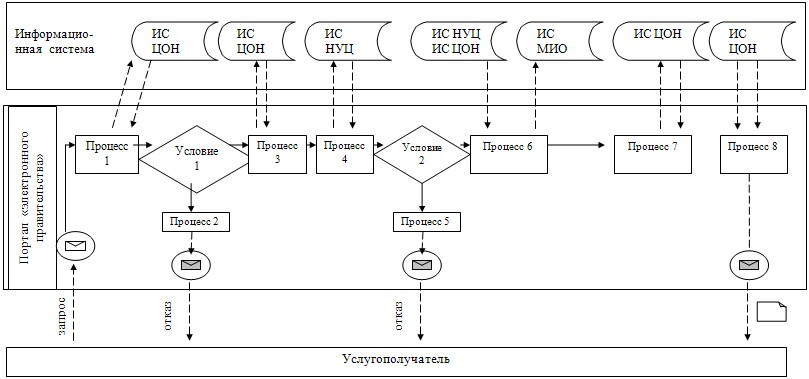 Информацио-
нная система
ИС
ЦОН
ИС
ЦОН
ИС
НУЦ
ИС НУЦ
ИС ЦОН
ИС
МИО
ИС ЦОН
ИС
ЦОН
Портал «электронного
правительства»
Процесс
1
Условие
1
Процесс
3
Процесс
4
Условие
2
Процесс 6
Процесс 7
Процесс 8
Процесс 2
Процесс 5
запрос
отказ
отказ
Услугополучатель